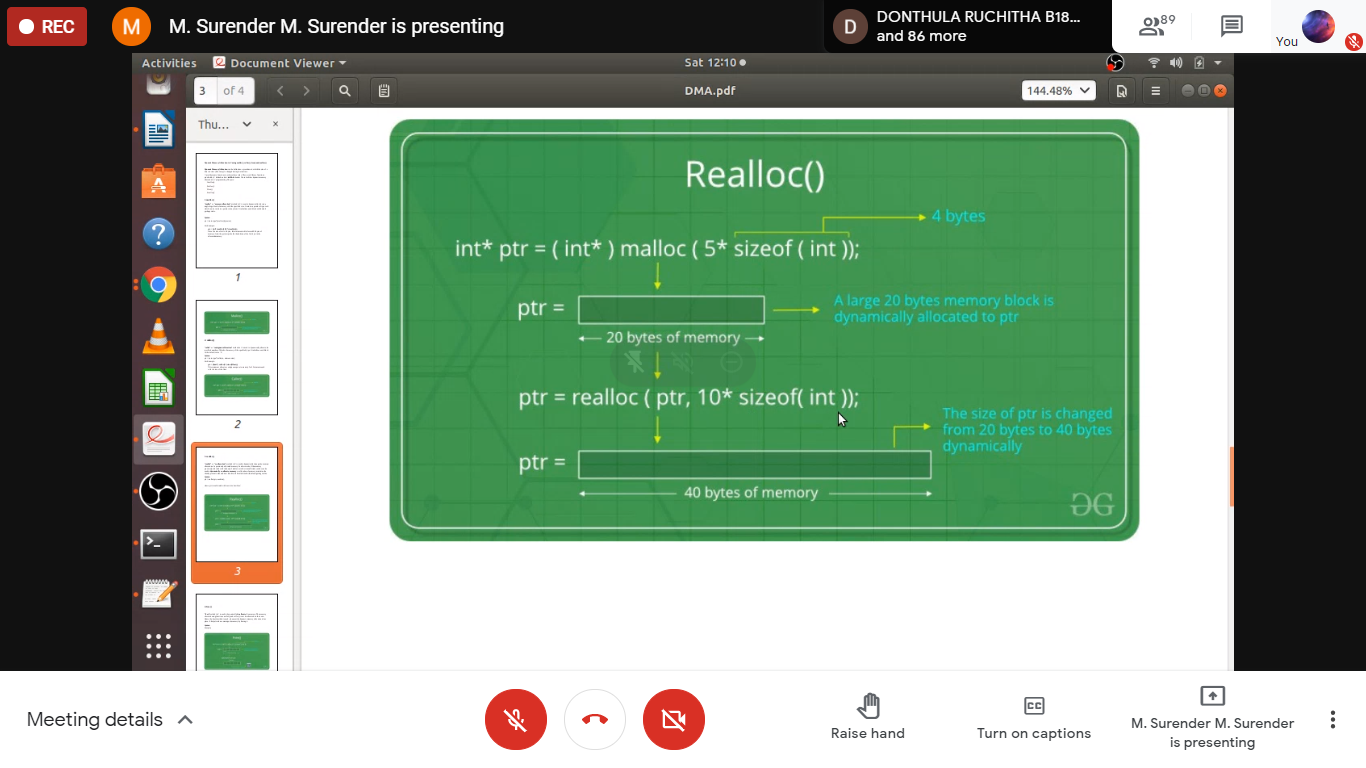 REC
M
M. Surender M. Surender is presenting
D
DONTHULA RUCHITHA B18...
and 86 more
89
You
Activities
Document Viewer
Sat 12:10
3 of 4
DMA.pdf
144.48%
Thu...
1
2
3
Realloc()
4 bytes
int* ptr = ( int* ) malloc ( 5* sizeof ( int ));
ptr =
A large 20 bytes memory block is
dynamically allocated to ptr
20 bytes of memory
ptr = realloc ( ptr, 10* sizeof( int ));
The size of ptr is changed
from 20 bytes to 40 bytes
dynamically
ptr =
40 bytes of memory
Meeting details
Raise hand
CC
Turn on captions
M. Surender M. Surender
is presenting